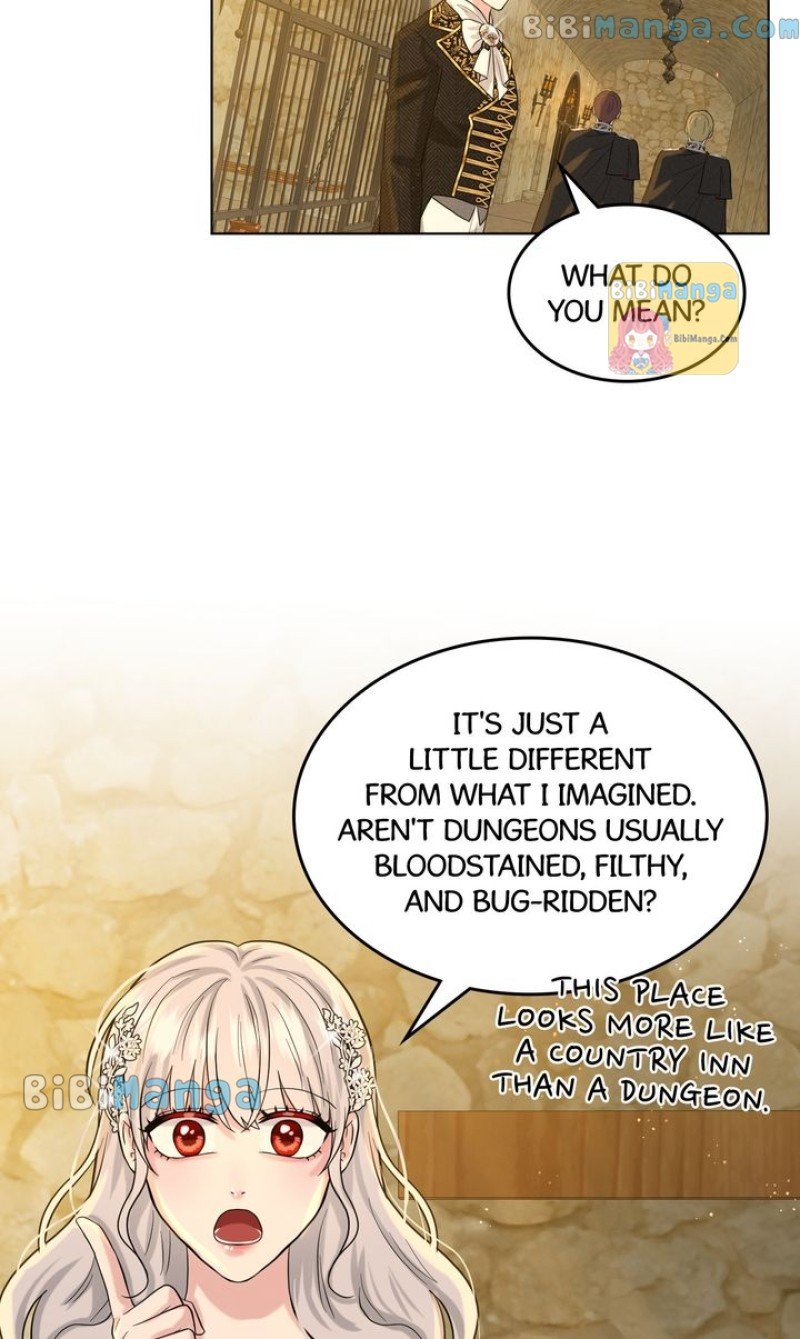 BiBiManga.Com
WHAT DO
YOU MEAN?
BiBiManga
BibiManga.Com
IT'S JUST A
LITTLE DIFFERENT
FROM WHAT I IMAGINED.
AREN'T DUNGEONS USUALLY
BLOODSTAINED, FILTHY,
AND BUG-RIDDEN?
THIS PLACE
LOOKS MORE LIKE
A COUNTRY INN
THAN A DUNGEON.
BiBiManga